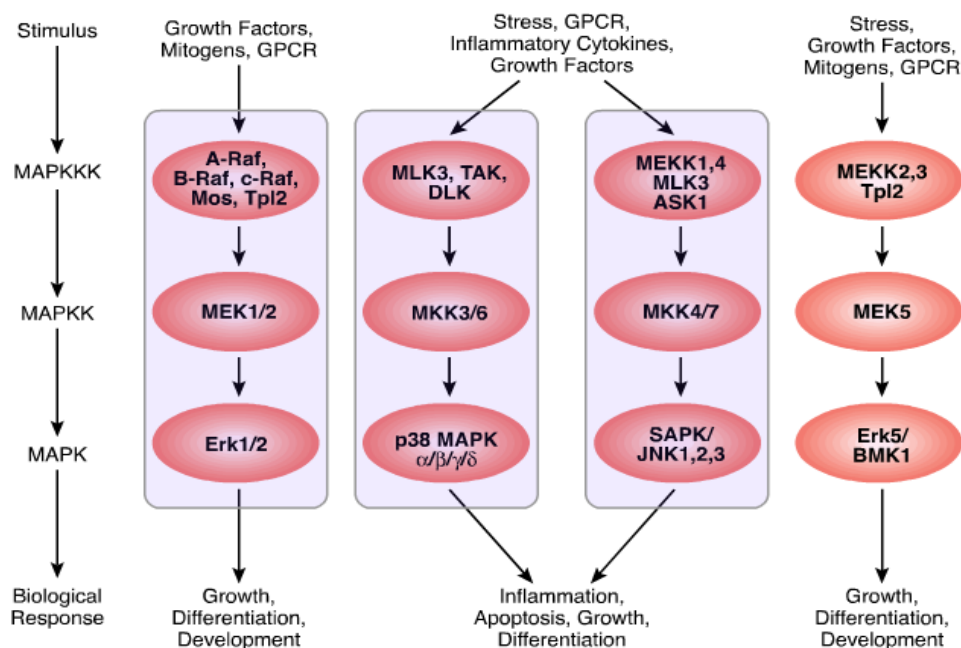 Stimulus
Growth Factors,
Mitogens, GPCR
Stress, GPCR,
Inflammatory Cytokines,
Growth Factors
Stress,
Growth Factors,
Mitogens, GPCR
MAPKKK
A-Raf,
B-Raf, c-Raf,
Mos, Tpl2
MLK3, TAK,
DLK
MEKK1,4
MLK3
ASK1
MEKK2,3
Tpl2
MAPKK
MEK1/2
MKK3/6
MKK4/7
MEK5
MAPK
Erk1/2
p38 MAPK
α/β/γ/δ
SAPK/
JNK1,2,3
Erk5/
BMK1
Biological
Response
Growth,
Differentiation,
Development
Inflammation,
Apoptosis, Growth,
Differentiation
Growth,
Differentiation,
Development